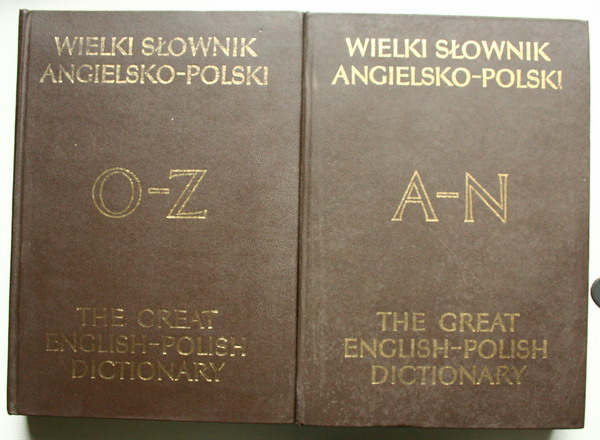 WIELKI SŁOWNIK
ANGIELSKO-POLSKI
O-Z
THE GREAT
ENGLISH-POLISH
DICTIONARY
WIELKI SŁOWNIK
ANGIELSKO-POLSKI
A-N
THE GREAT
ENGLISH-POLISH
DICTIONARY